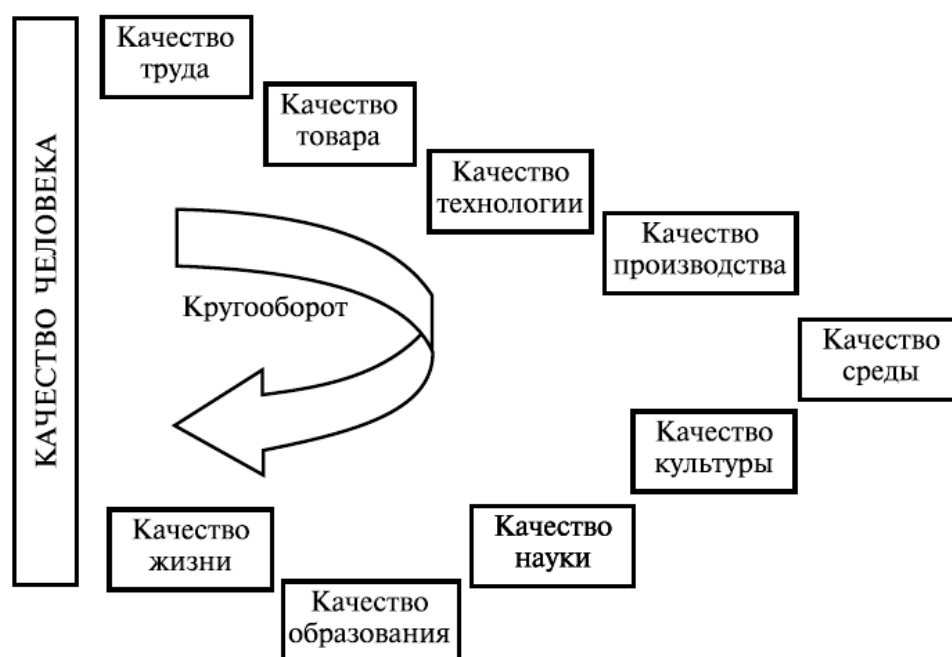 КАЧЕСТВО ЧЕЛОВЕКА
Качество
труда
Качество
товара
Качество
технологии
Качество
производства
Качество
среды
Кругооборот
Качество
культуры
Качество
науки
Качество
жизни
Качество
образования